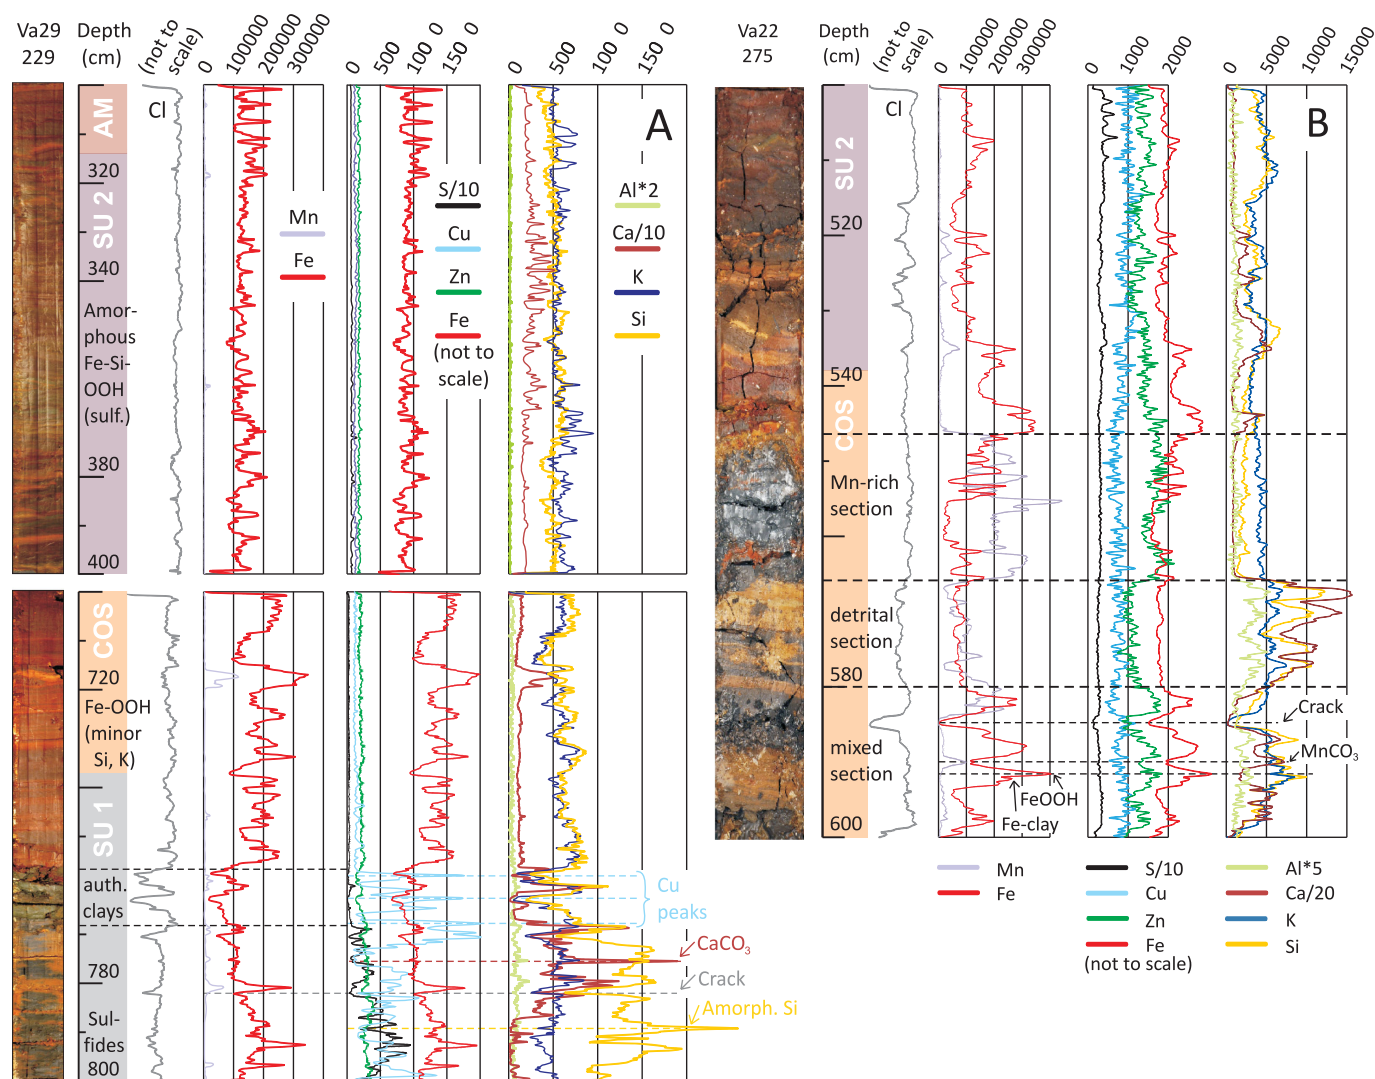 Va29
229
Depth
(cm)
(not to
scale)
0
100000
200000
300000
0
500
100 0
150 0
0
500
100 0
150 0
Va22
275
Depth
(cm)
(not to
scale)
0
100000
200000
300000
0
1000
2000
0
5000
10000
15000
AM
320
SU 2
340
Amor-
phous
Fe-Si-
OOH
(sulf.)
380
400
Cl
Mn
Fe
S/10
Cu
Zn
Fe
(not to
scale)
A
Al*2
Ca/10
K
Si
COS
720
Fe-OOH
(minor
Si, K)
SU 1
auth.
clays
780
Sul-
fides
800
Cu
peaks
CaCO₃
Crack
Amorph. Si
SU 2
Cl
B
520
540
COS
Mn-rich
section
detrital
section
580
mixed
section
600
Crack
MnCO₃
FeOOH
Fe-clay
Mn
Fe
S/10
Cu
Zn
Fe
(not to scale)
Al*5
Ca/20
K
Si